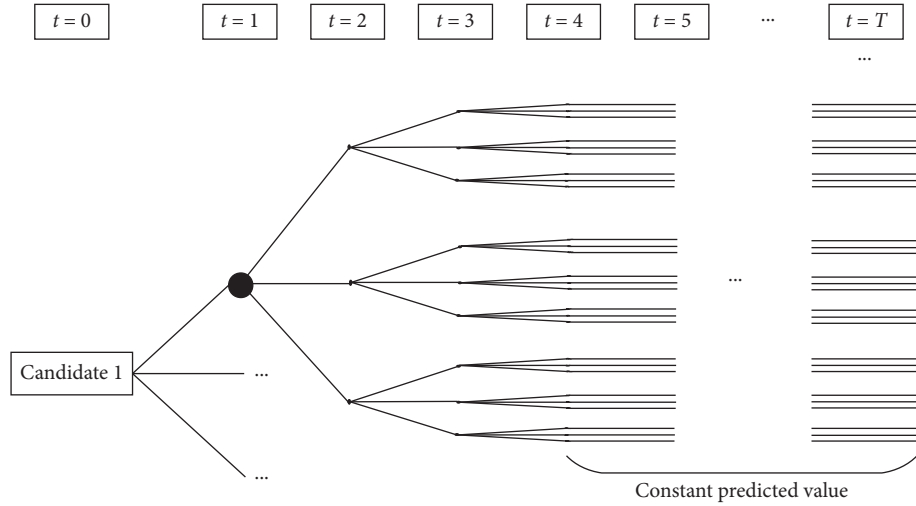 t = 0
t = 1
t = 2
t = 3
t = 4
t = 5
...
t = T
...
...
Candidate 1
...
...
Constant predicted value